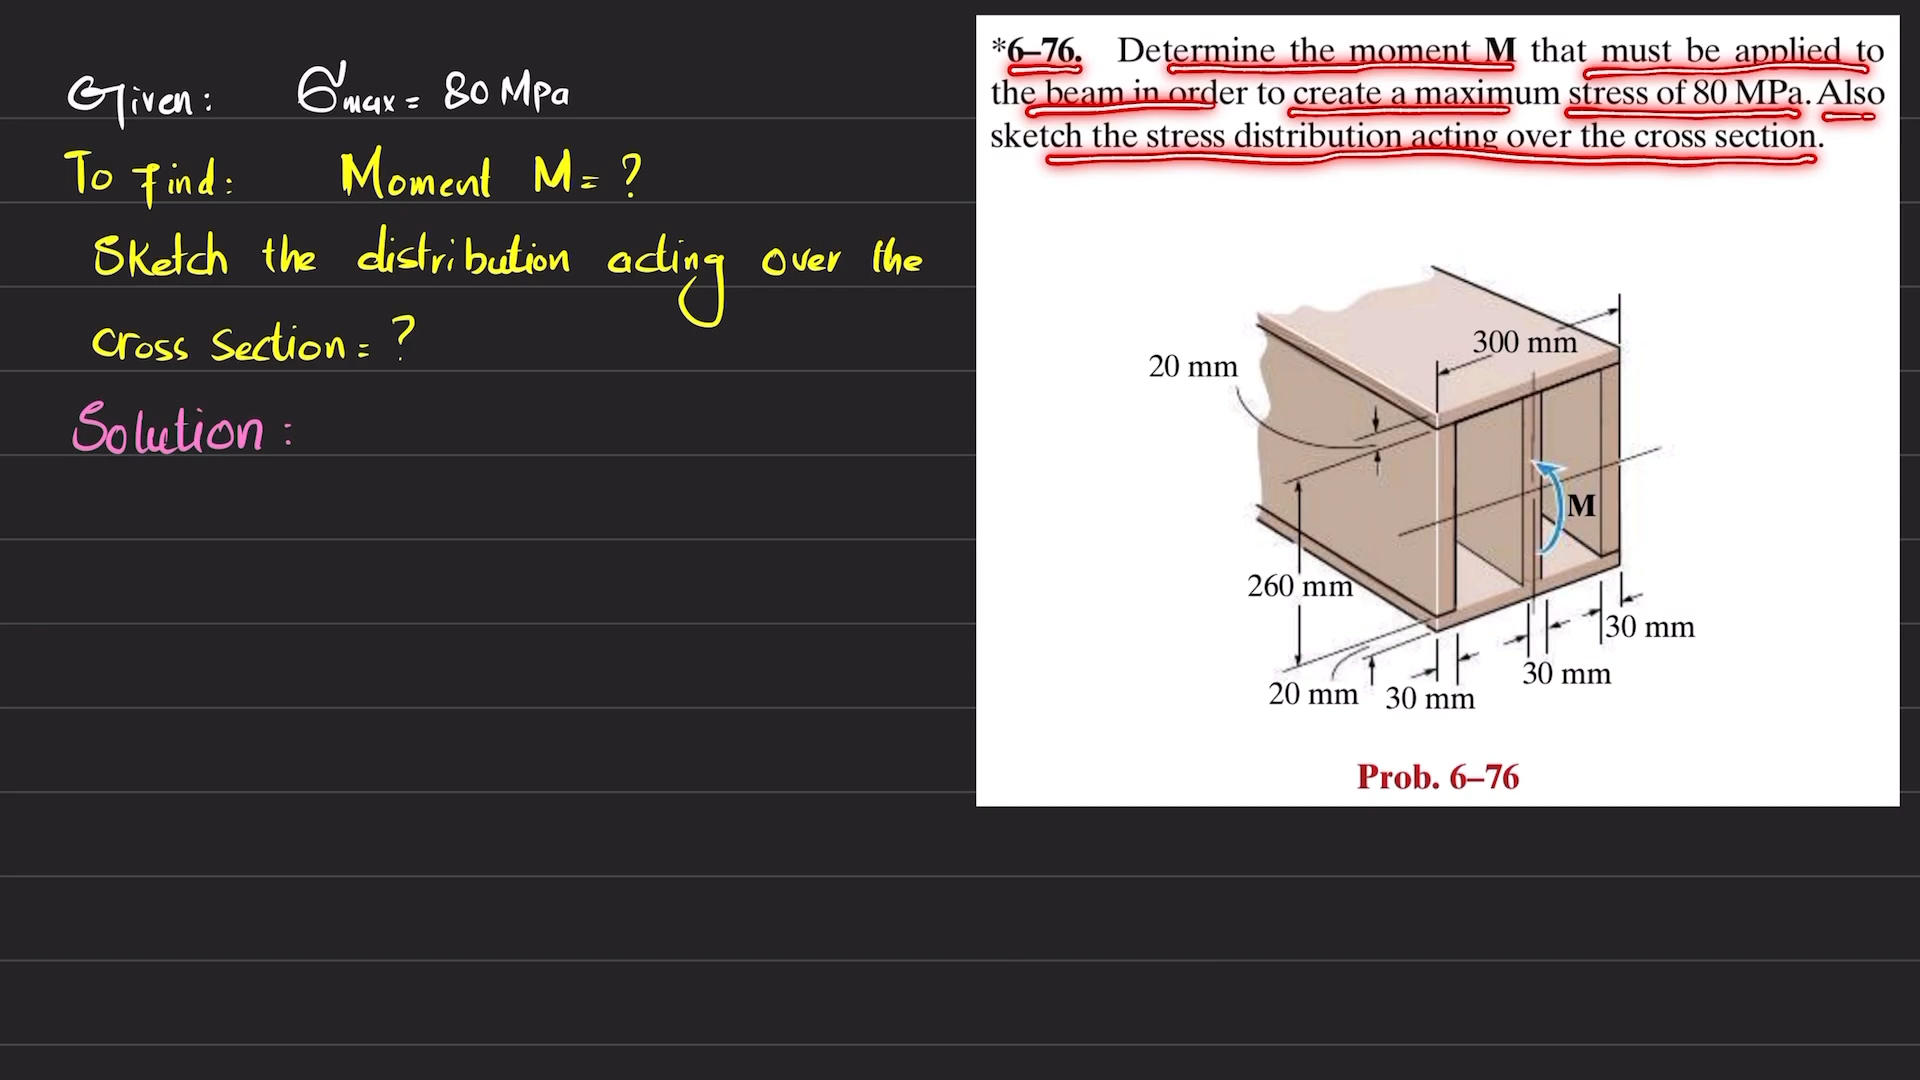 Given: σmax = 80 MPa
To Find: Moment M = ?
Sketch the distribution acting over the
cross section = ?
Solution:
*6–76. Determine the moment M that must be applied to
the beam in order to create a maximum stress of 80 MPa. Also
sketch the stress distribution acting over the cross section.
300 mm
20 mm
M
260 mm
30 mm
30 mm
20 mm
30 mm
Prob. 6–76